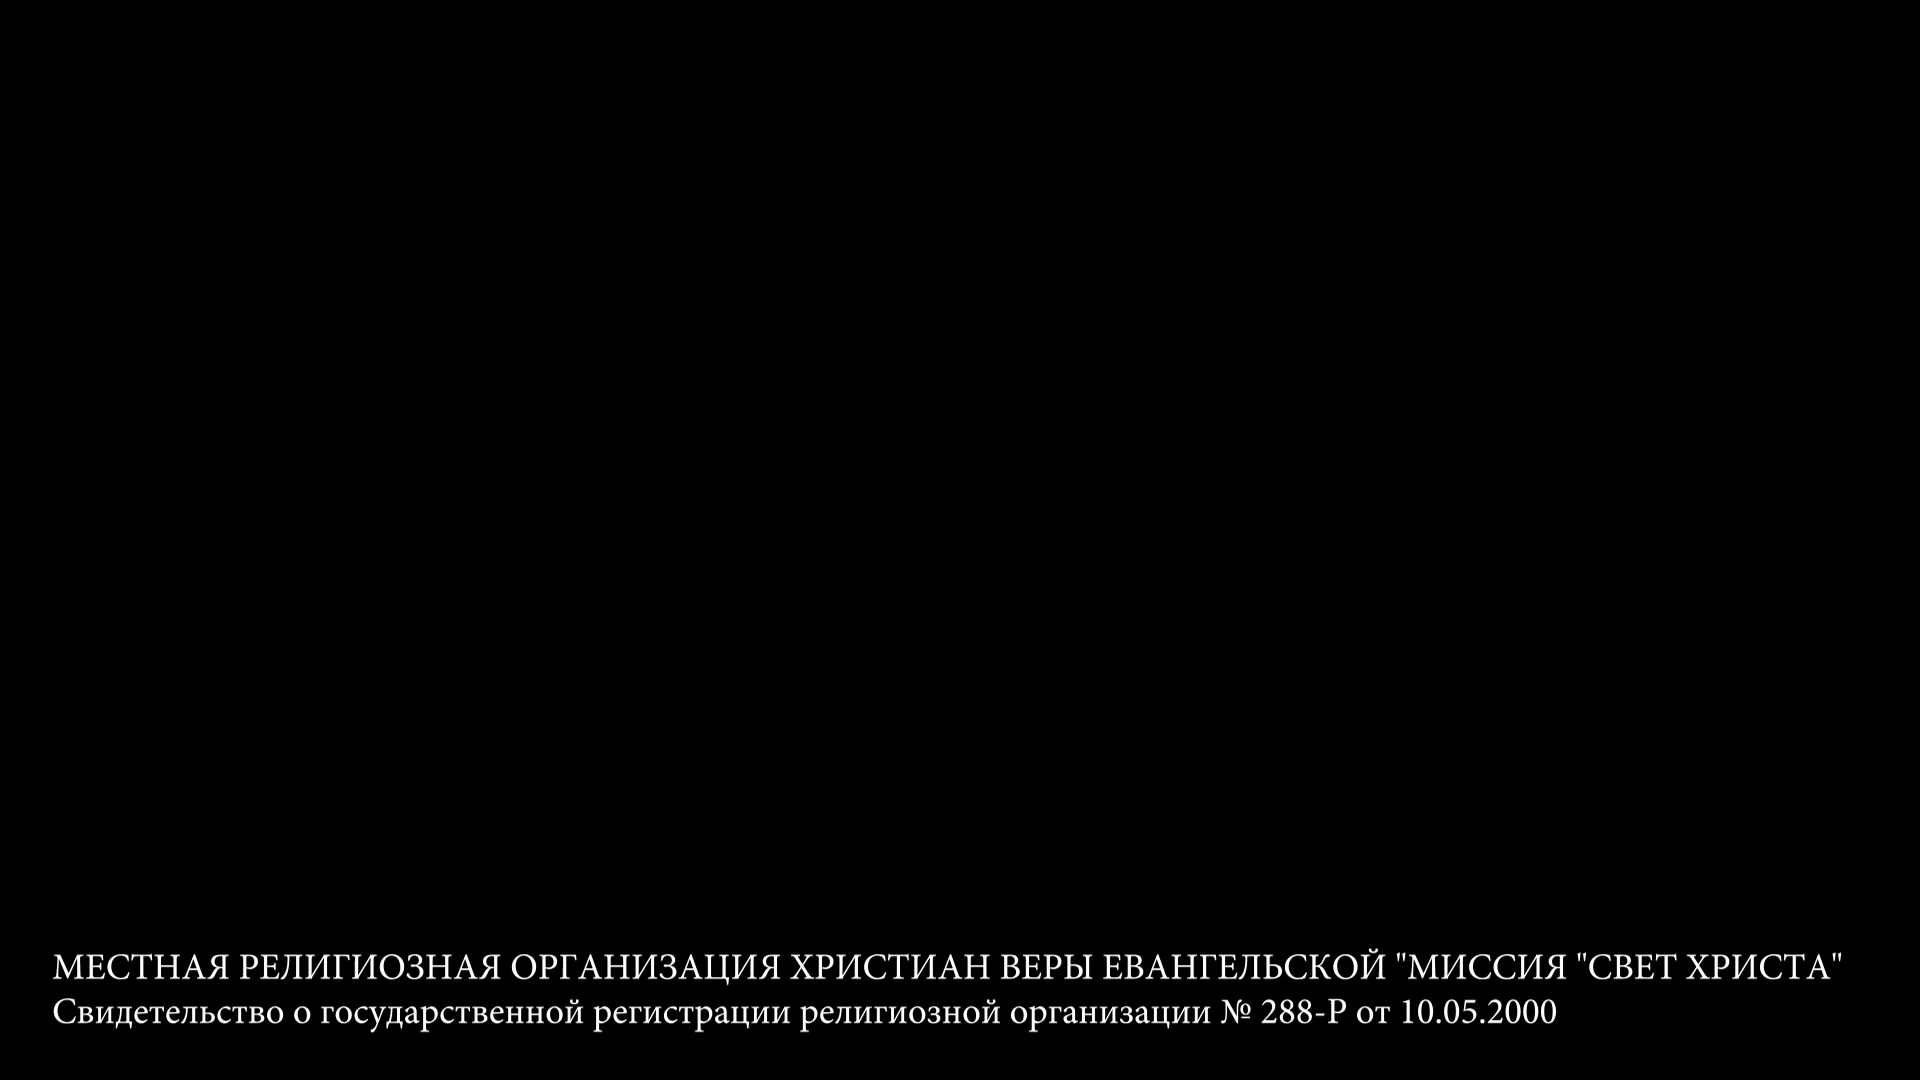 МЕСТНАЯ РЕЛИГИОЗНАЯ ОРГАНИЗАЦИЯ ХРИСТИАН ВЕРЫ ЕВАНГЕЛЬСКОЙ "МИССИЯ "СВЕТ ХРИСТА"
Свидетельство о государственной регистрации религиозной организации № 288-Р от 10.05.2000